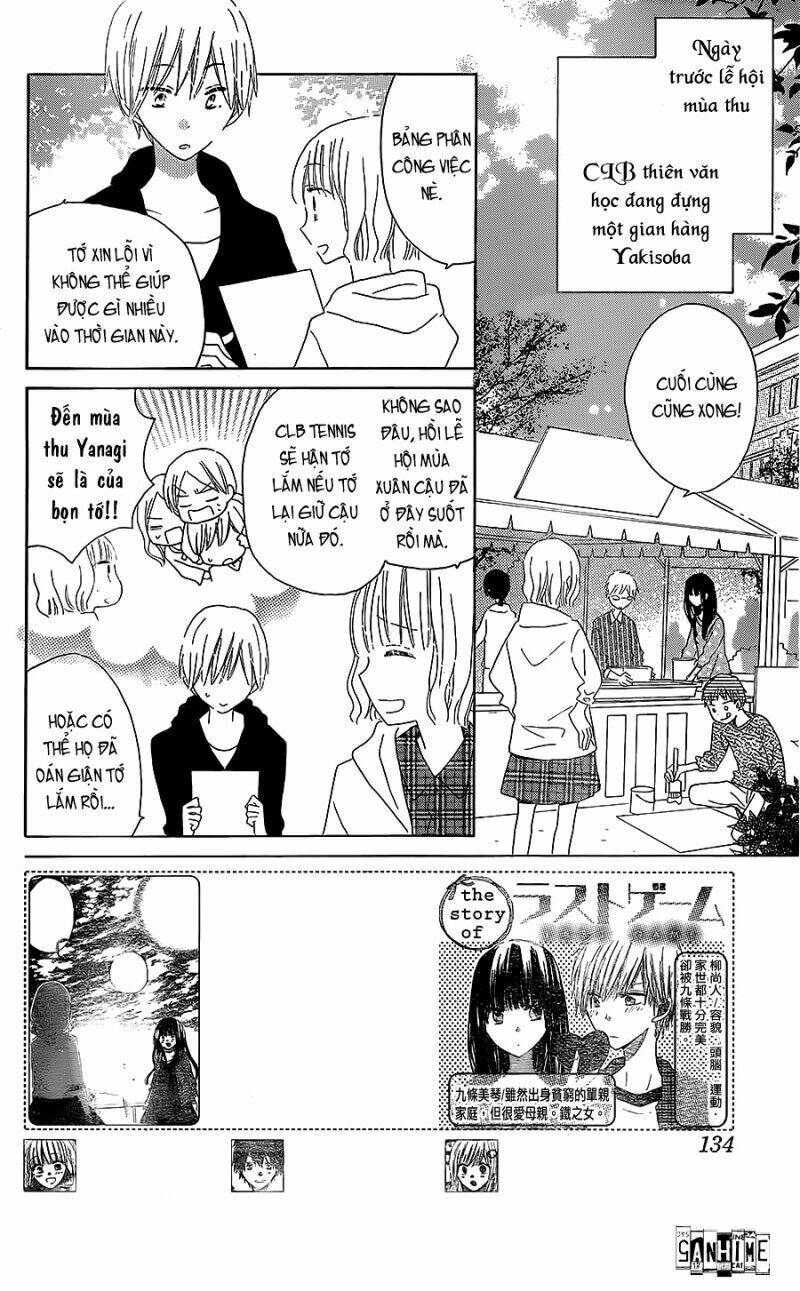 Ngày
trước lễ hội
mùa thu
CLB thiên văn
học đang đựng
một gian hàng
Yakisoba
CUỐI CÙNG
CŨNG XONG!
BẢNG PHÂN
CÔNG VIỆC
NÈ.
TỚ XIN LỖI VÌ
KHÔNG THỂ GIÚP
ĐƯỢC GÌ NHIỀU
VÀO THỜI GIAN NÀY.
KHÔNG SAO
ĐÂU, HỒI LỄ
HỘI MÙA
XUÂN CẬU ĐÃ
Ở ĐÂY SUỐT
RỒI MÀ.
CLB TENNIS
SẼ HẬN TỚ
LẮM NẾU TỚ
LẠI GIỮ CẬU
NỮA ĐÓ.
Đến mùa
thu Yanagi
sẽ là của
bọn tớ!!
HOẶC CÓ
THỂ HỌ ĐÃ
OÁN GIẬN TỚ
LẮM RỒI...
the
story
of
ラストゲーム
柳尚人/容貌、頭腦、運動、
家世都十分完美,
卻被九條戰勝。
九條美琴/雖然出身貧窮的單親
家庭,但很愛母親。鐵之女。
134
SANHIME